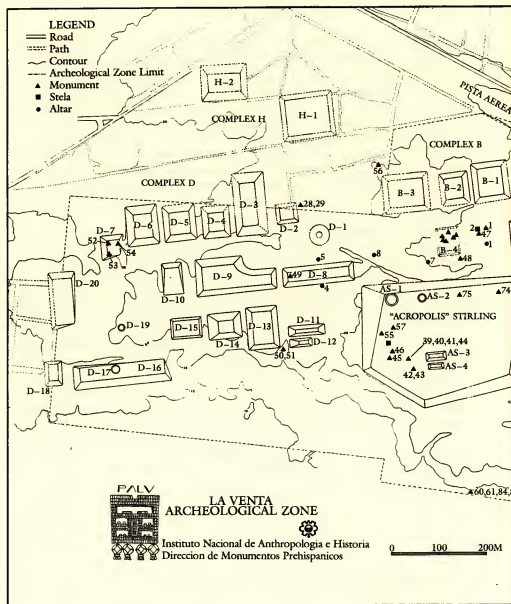 LEGEND
Road
Path
Contour
Archeological Zone Limit
Monument
Stela
Altar
H-2
H-1
COMPLEX H
PISTA AEREA
COMPLEX B
56
B-3
B-2
B-1
COMPLEX D
D-3
28,29
D-2
D-6
D-5
D-4
D-1
D-7
52
54
53
2
1
47
1
B-4
48
5
8
7
D-20
D-10
D-9
49
D-8
4
AS-1
AS-2
75
74
"ACROPOLIS" STIRLING
D-19
D-15
D-14
D-13
D-11
D-12
50,51
57
55
39,40,41,44
46
45
AS-3
AS-4
42,43
D-18
D-17
D-16
60,61,84,8
PALV
LA VENTA
ARCHEOLOGICAL ZONE
Instituto Nacional de Anthropologia e Historia
Direccion de Monumentos Prehispanicos
0 100 200M